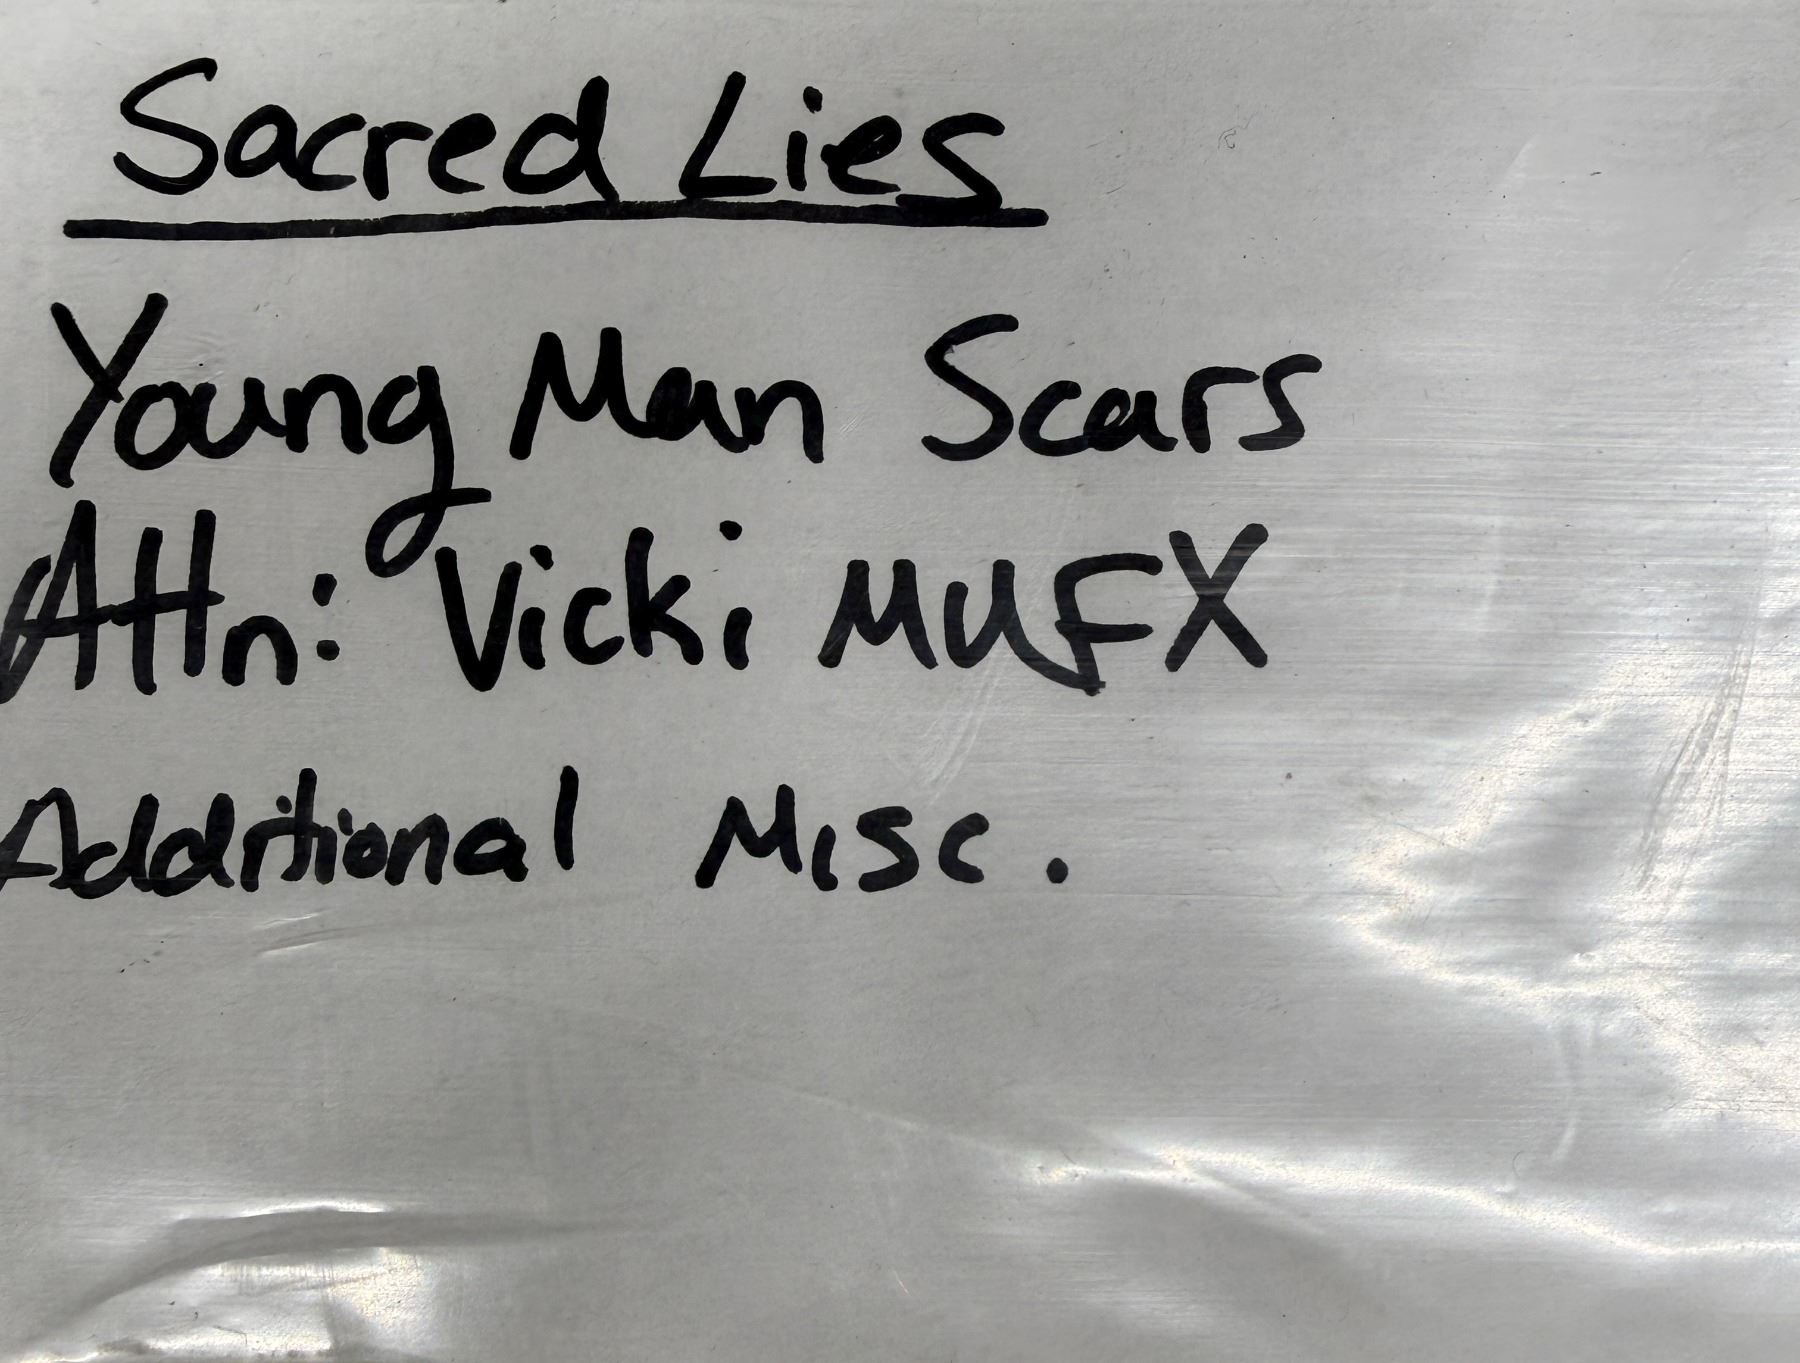 Sacred Lies
Young Man Scars
Attn: Vicki MUFX
Additional Misc.